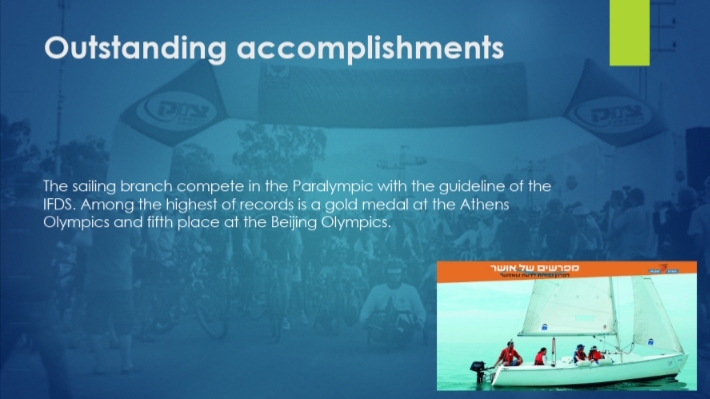 Outstanding accomplishments
The sailing branch compete in the Paralympic with the guideline of the
IFDS. Among the highest of records is a gold medal at the Athens
Olympics and fifth place at the Beijing Olympics.
מפרשים של אושר